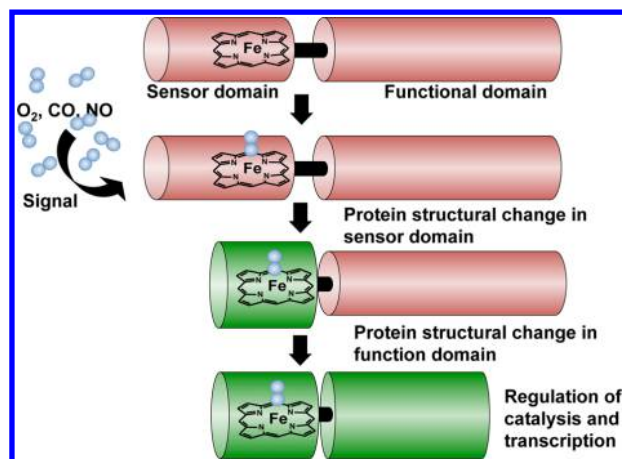 Fe
N
N
N
N
Sensor domain
Functional domain
O2, CO, NO
Fe
N
N
N
N
Signal
Protein structural change in
sensor domain
Fe
N
N
N
N
Protein structural change in
function domain
Fe
N
N
N
N
Regulation of
catalysis and
transcription